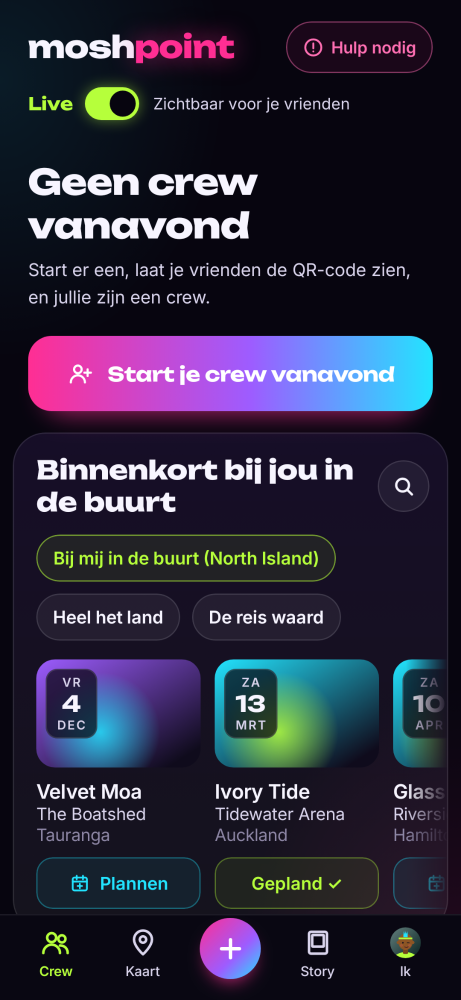 moshpoint
Hulp nodig
Live
Zichtbaar voor je vrienden
Geen crew
vanavond
Start er een, laat je vrienden de QR-code zien,
en jullie zijn een crew.
Start je crew vanavond
Binnenkort bij jou in
de buurt
Bij mij in de buurt (North Island)
Heel het land
De reis waard
VR
4
DEC
ZA
13
MRT
ZA
10
APR
Velvet Moa
The Boatshed
Tauranga
Plannen
Ivory Tide
Tidewater Arena
Auckland
Gepland
Glass
Crew
Kaart
Story
Ik